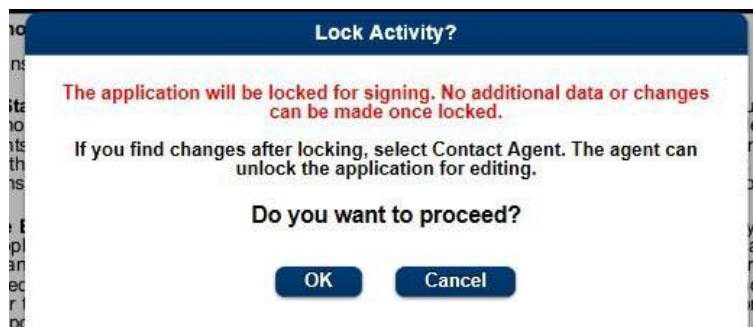 Lock Activity?
The application will be locked for signing. No additional data or changes
can be made once locked.
If you find changes after locking, select Contact Agent. The agent can
unlock the application for editing.
Do you want to proceed?
OK
Cancel